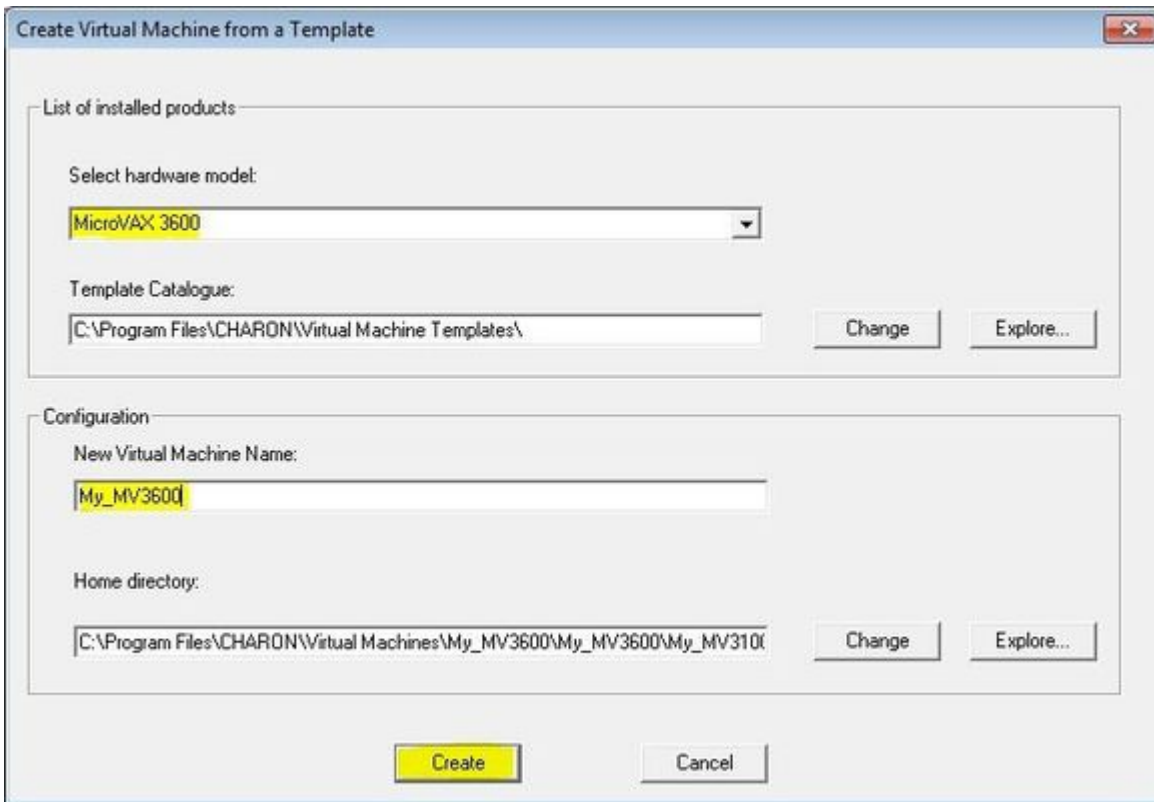 Create Virtual Machine from a Template
List of installed products
Select hardware model:
MicroVAX 3600
Template Catalogue:
C:\Program Files\CHARON\Virtual Machine Templates\
Change
Explore...
Configuration
New Virtual Machine Name:
My_MV3600
Home directory:
C:\Program Files\CHARON\Virtual Machines\My_MV3600\My_MV3600\My_MV310(
Change
Explore...
Create
Cancel